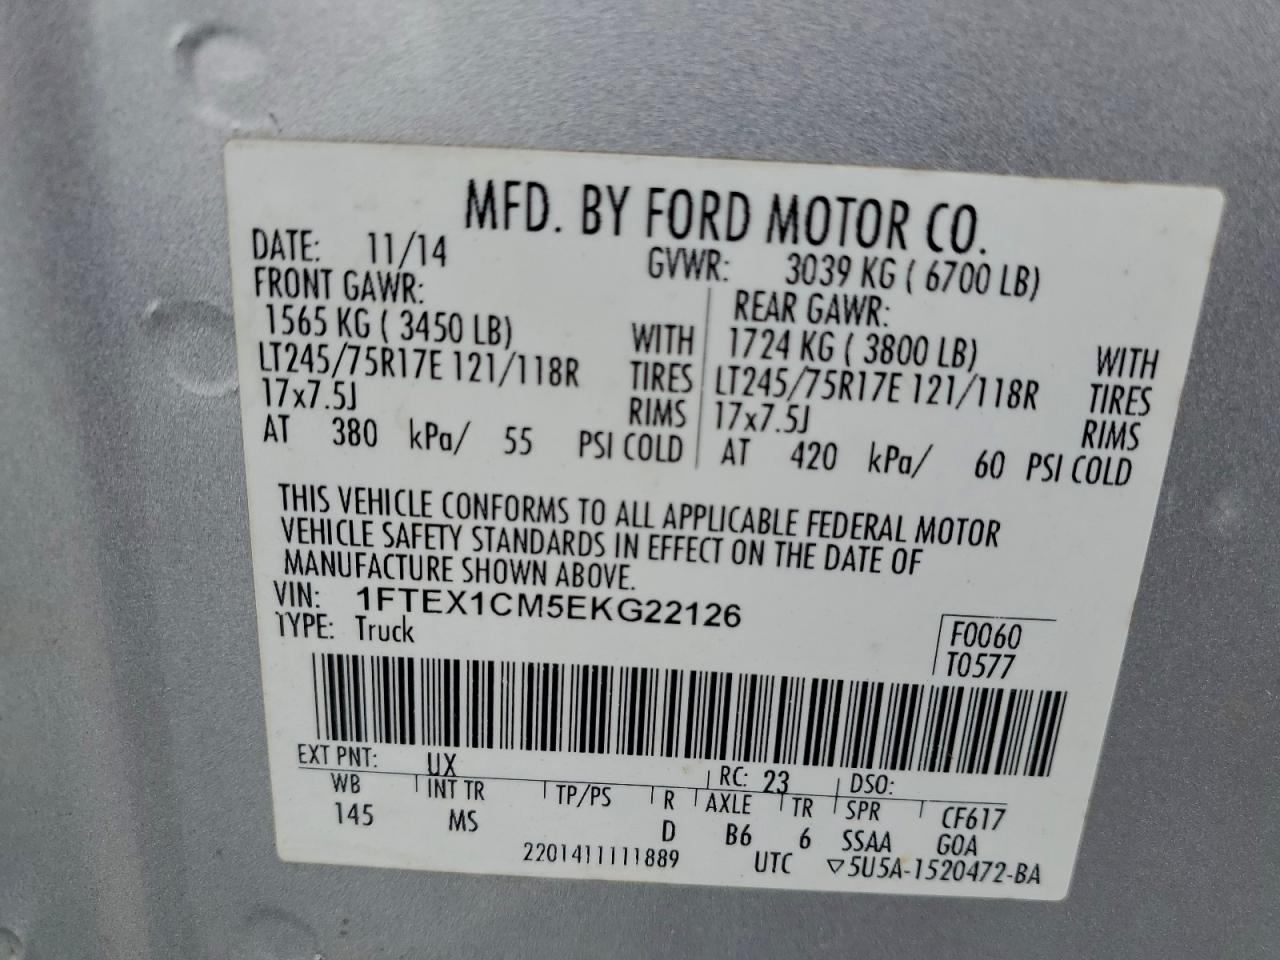 MFD. BY FORD MOTOR CO.
DATE: 11/14 GVWR: 3039 KG ( 6700 LB)
FRONT GAWR: REAR GAWR:
1565 KG ( 3450 LB) WITH 1724 KG ( 3800 LB) WITH
LT245/75R17E 121/118R TIRES LT245/75R17E 121/118R TIRES
17x7.5J RIMS 17x7.5J RIMS
AT 380 kPa/ 55 PSI COLD AT 420 kPa/ 60 PSI COLD
THIS VEHICLE CONFORMS TO ALL APPLICABLE FEDERAL MOTOR
VEHICLE SAFETY STANDARDS IN EFFECT ON THE DATE OF
MANUFACTURE SHOWN ABOVE.
VIN: 1FTEX1CM5EKG22126
TYPE: Truck
F0060
T0577
EXT PNT: UX RC: 23 DSO:
WB INT TR TP/PS R AXLE TR SPR CF617
145 MS D B6 6 SSAA GOA
2201411111889 UTC ▽5U5A-1520472-BA